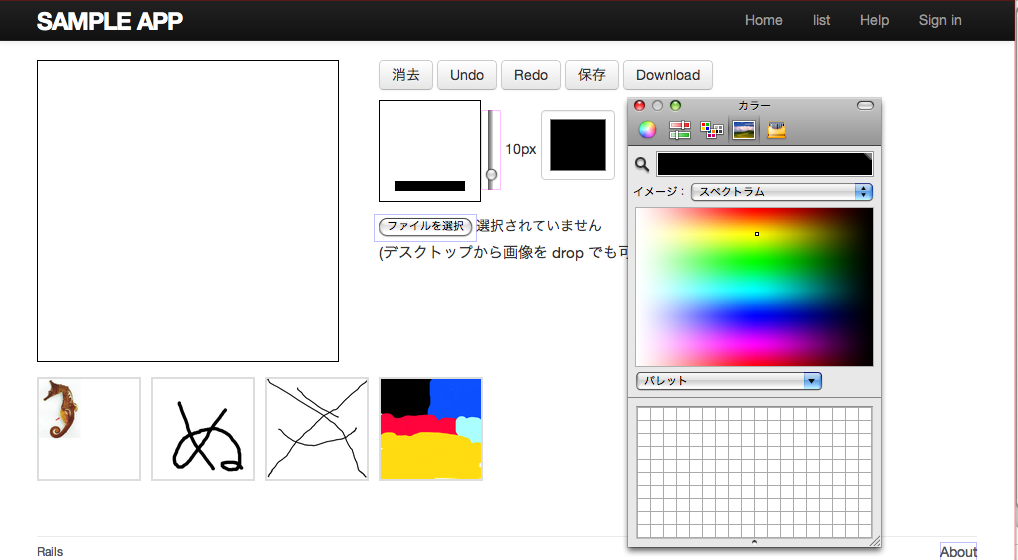 SAMPLE APP
Home list Help Sign in
消去 Undo Redo 保存 Download
カラー
10px
イメージ： スペクトラム
ファイルを選択 選択されていません
(デスクトップから画像を drop でも可
パレット
ぬ
Rails
About